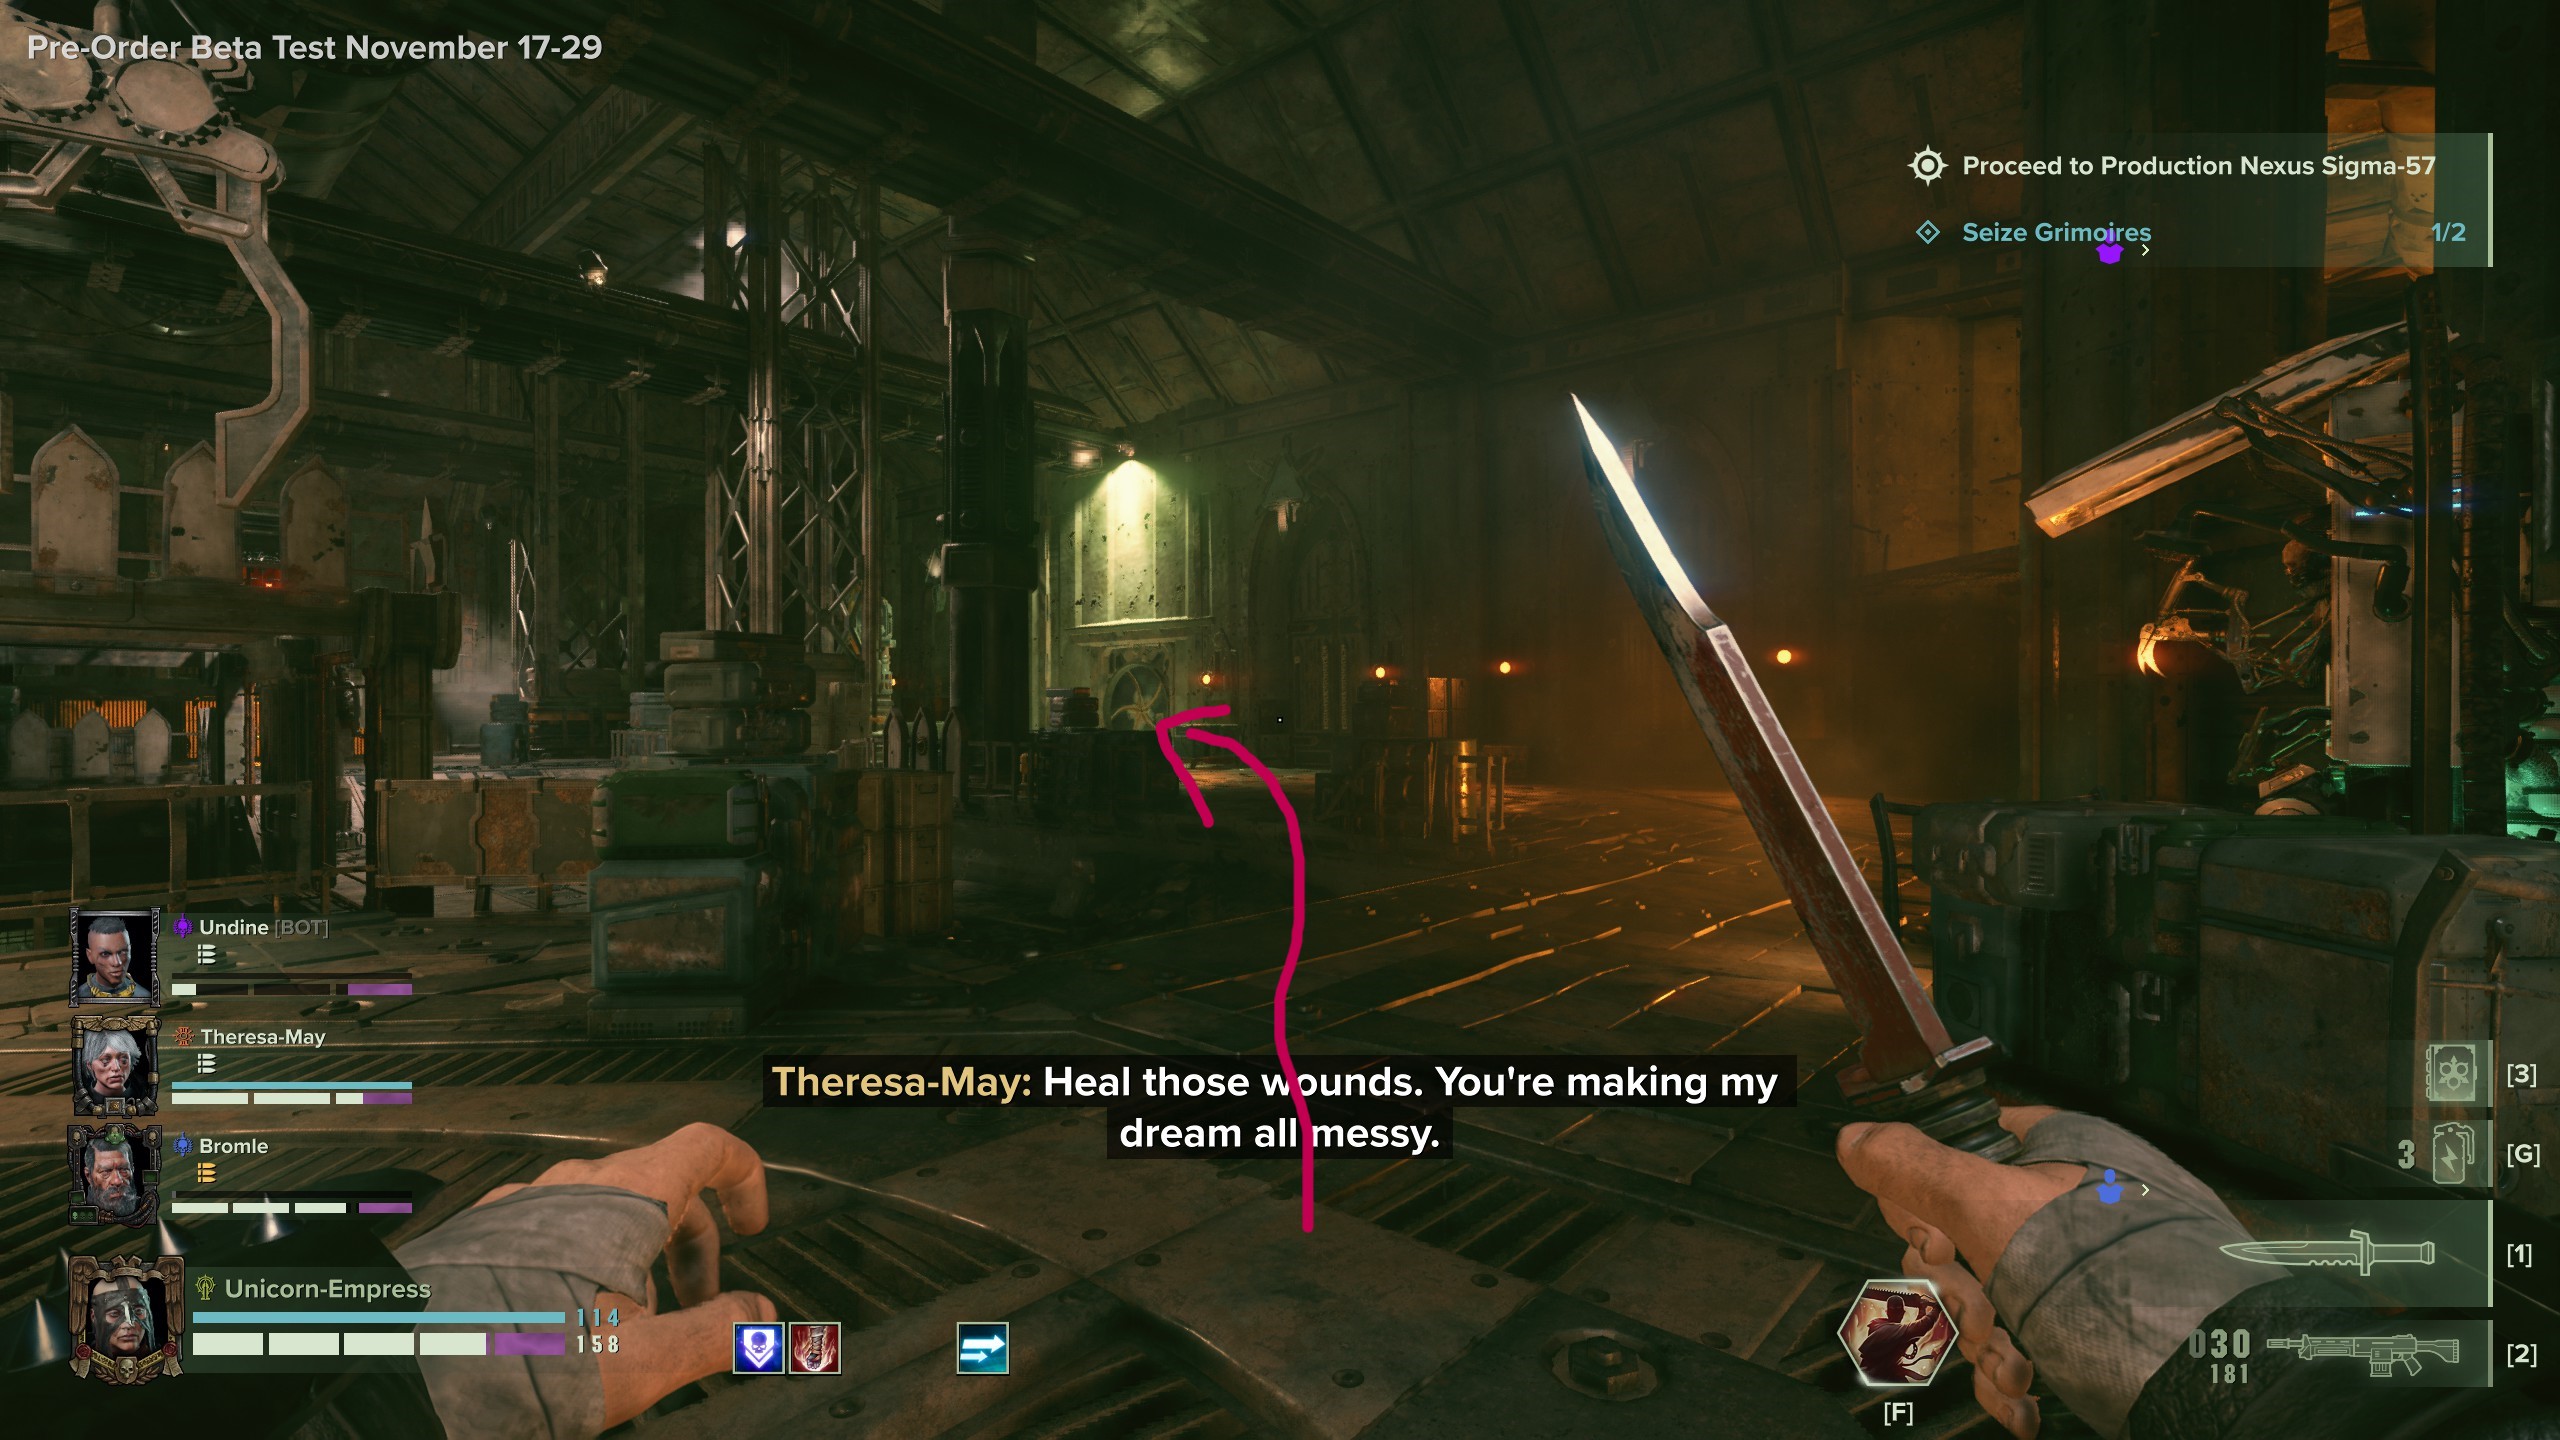 Pre-Order Beta Test November 17-29
Proceed to Production Nexus Sigma-57
Seize Grimoires 1/2
Undine [BOT]
Theresa-May
Bromle
Unicorn-Empress
114
158
Theresa-May: Heal those wounds. You're making my
dream all messy.
[3]
3 [G]
[1]
030
181
[2]
[F]